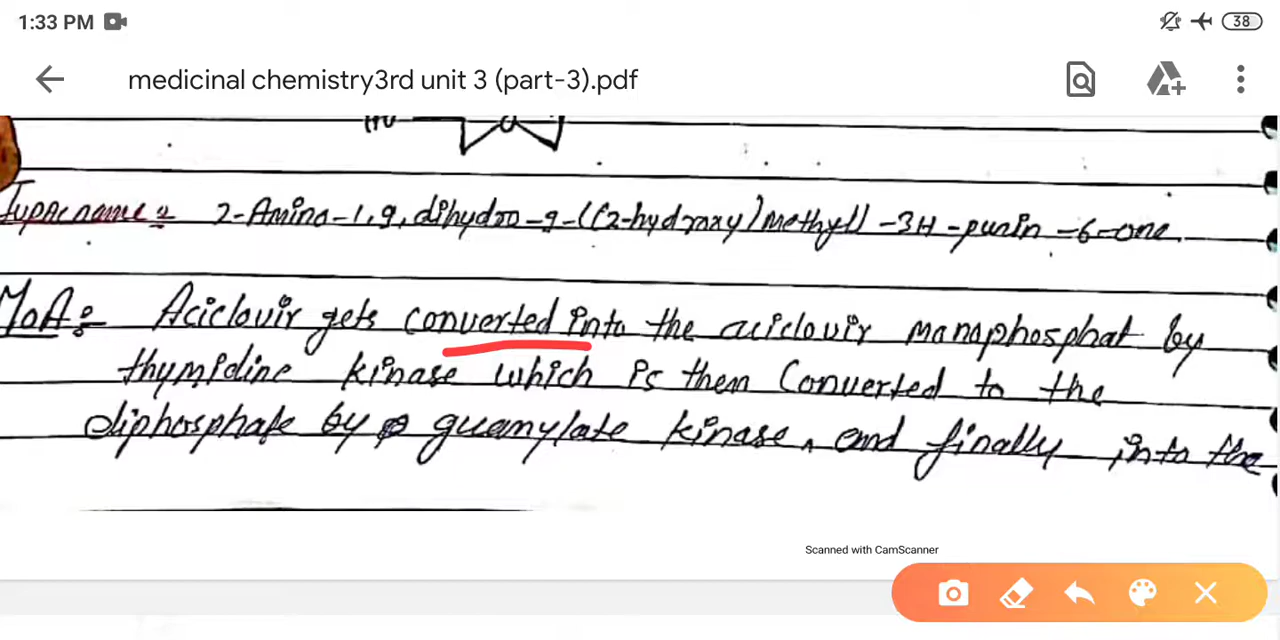 1:33 PM
38
medicinal chemistry3rd unit 3 (part-3).pdf
Iupac name :- 2-Amino-1,9,dihydro-9-((2-hydroxy)Methyl) -3H-purin-6-one.
MoA:- Aciclovir gets converted into the aciclovir monophosphat by
thymidine kinase which is then Converted to the
diphosphate by guanylate kinase, and finally into the
Scanned with CamScanner